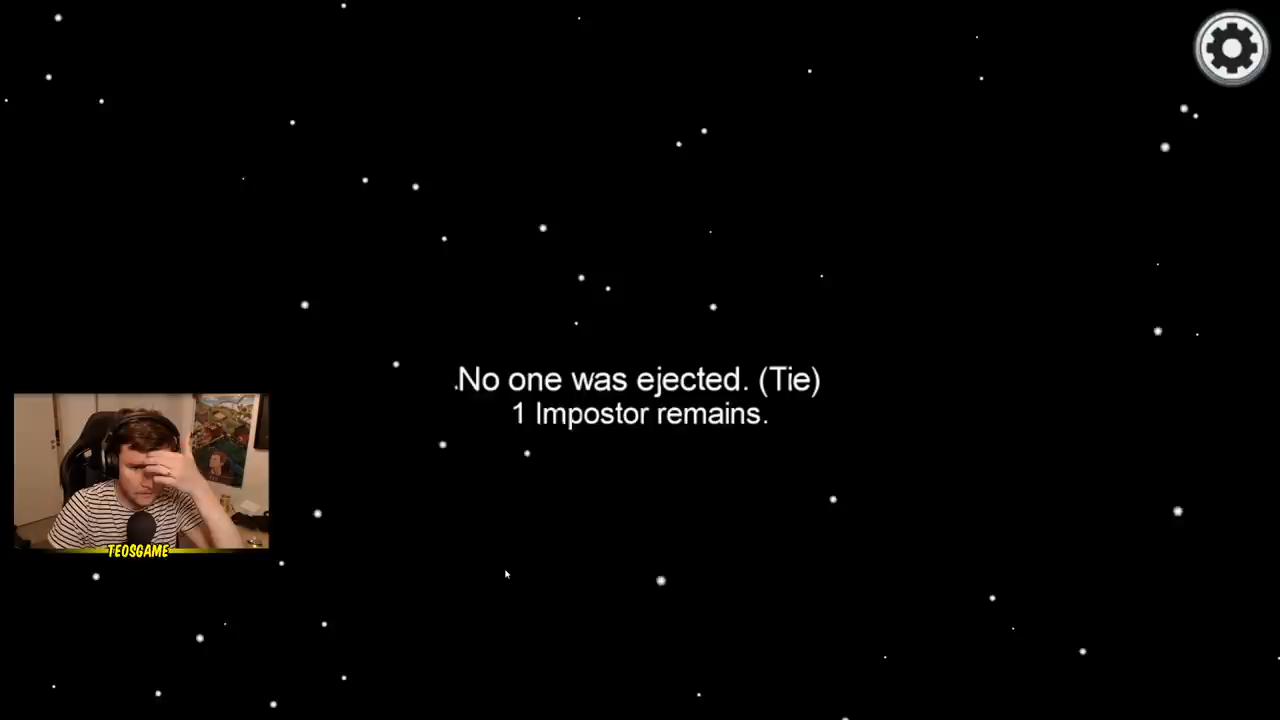 No one was ejected. (Tie)
1 Impostor remains.
TEOSGAME